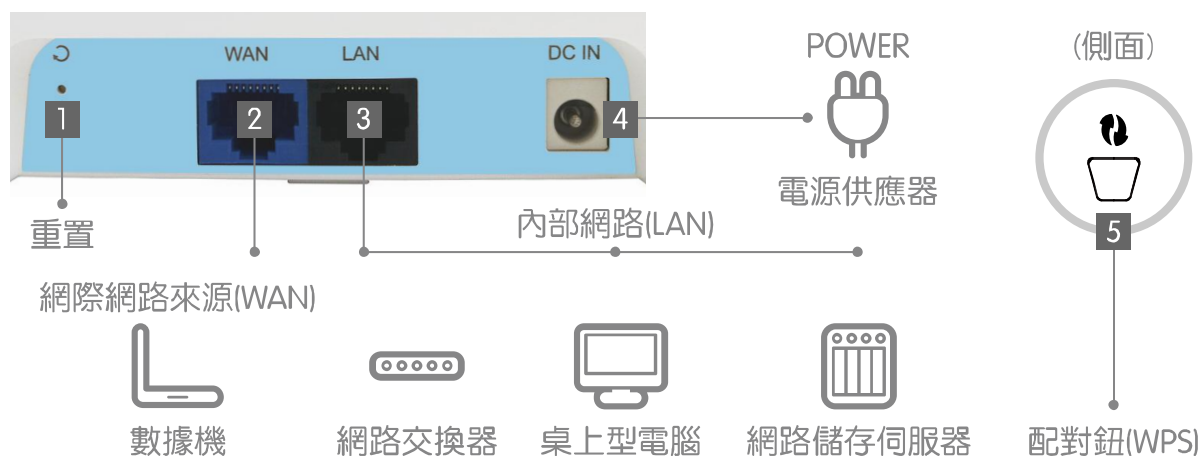 WAN
LAN
DC IN
POWER
(側面)
1
2
3
4
電源供應器
重置
內部網路(LAN)
5
網際網路來源(WAN)
數據機
網路交換器
桌上型電腦
網路儲存伺服器
配對鈕(WPS)